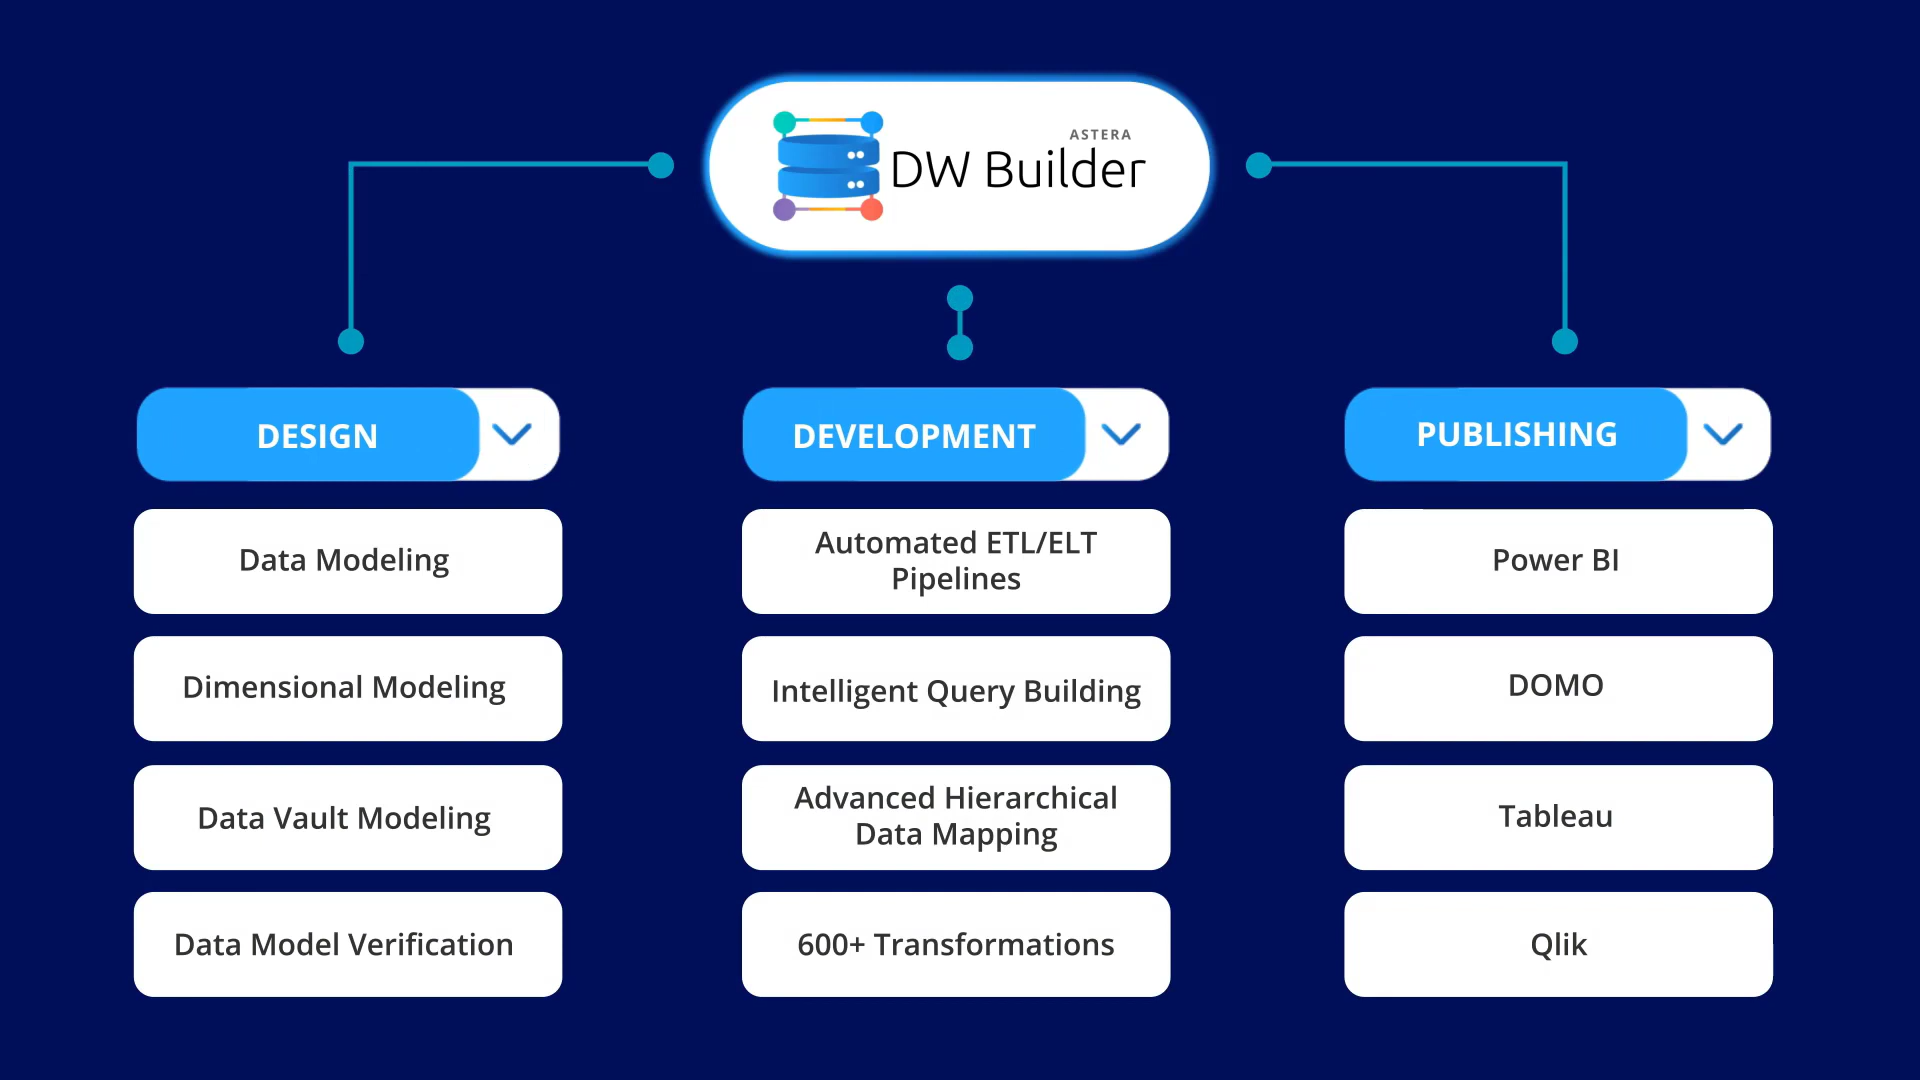 ASTERA
DW Builder
DESIGN
Data Modeling
Dimensional Modeling
Data Vault Modeling
Data Model Verification
DEVELOPMENT
Automated ETL/ELT
Pipelines
Intelligent Query Building
Advanced Hierarchical
Data Mapping
600+ Transformations
PUBLISHING
Power BI
DOMO
Tableau
Qlik